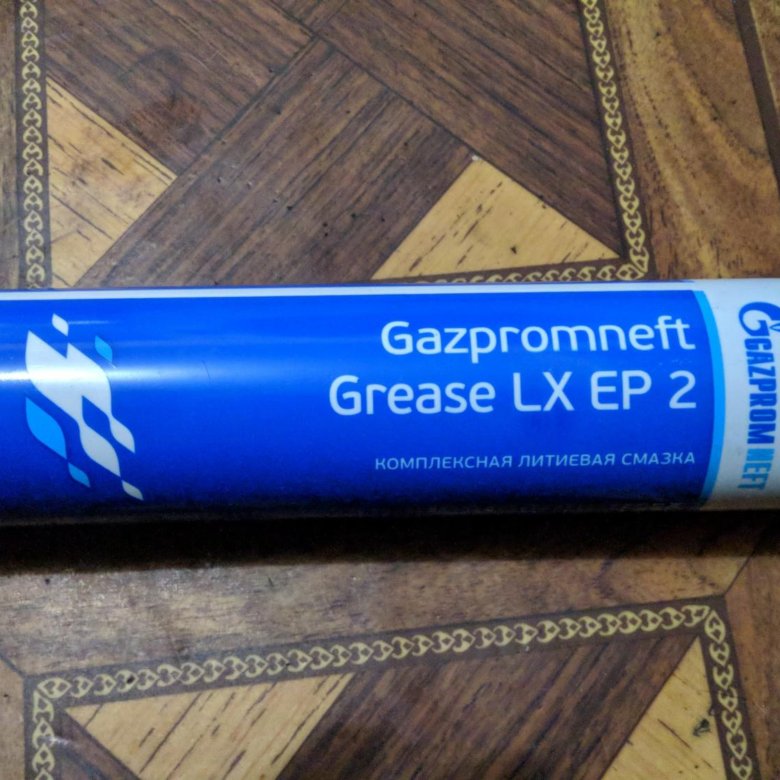 Gazpromneft
Grease LX EP 2
КОМПЛЕКСНАЯ ЛИТИЕВАЯ СМАЗКА
GAZPROM NEFT